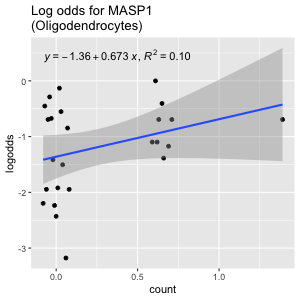 Log odds for MASP1
(Oligodendrocytes)
y = −1.36 + 0.673 x, R² = 0.10
logodds
0
-1
-2
-3
0.0 0.5 1.0
count